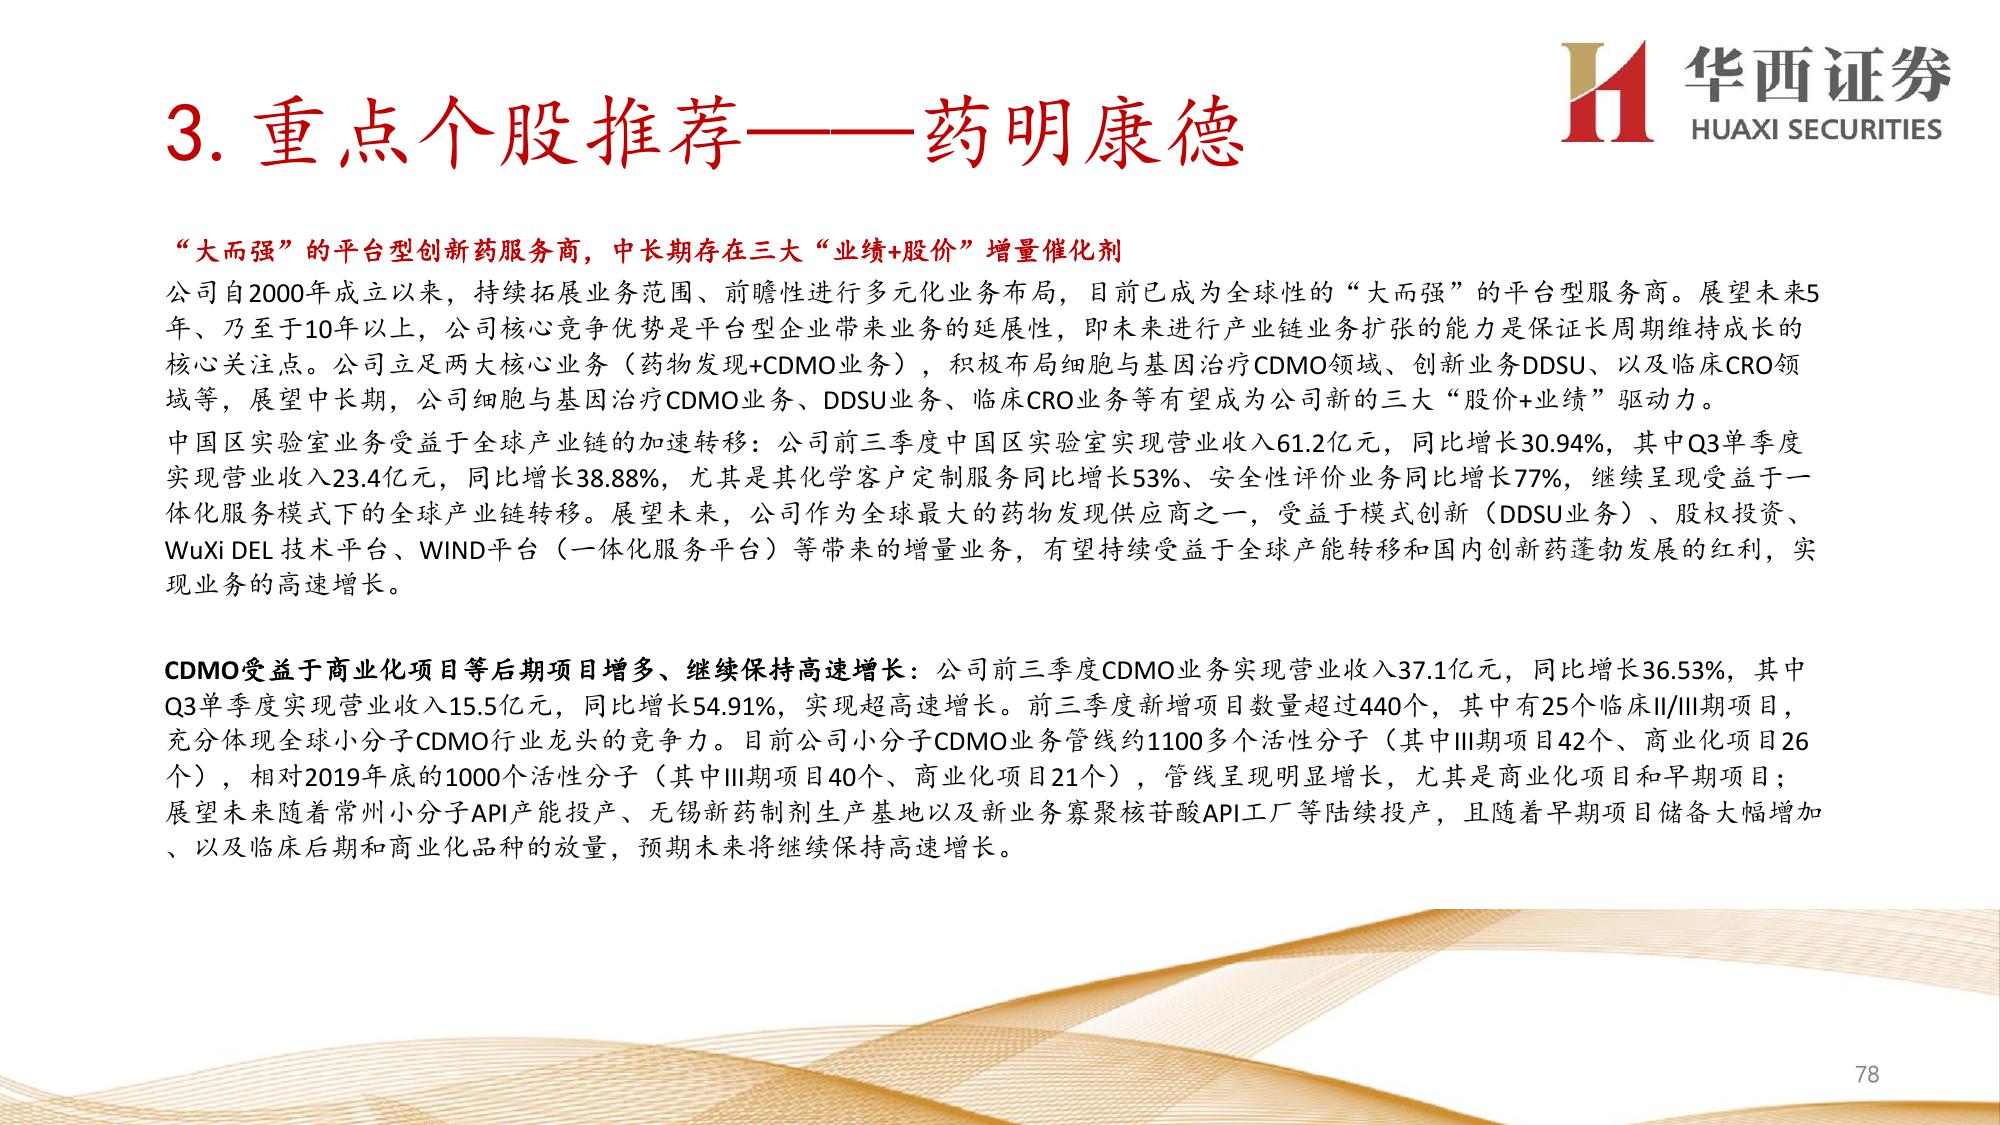 华西证券
HUAXI SECURITIES
3. 重点个股推荐——药明康德
“大而强”的平台型创新药服务商，中长期存在三大“业绩+股价”增量催化剂
公司自2000年成立以来，持续拓展业务范围、前瞻性进行多元化业务布局，目前已成为全球性的“大而强”的平台型服务商。展望未来5
年、乃至于10年以上，公司核心竞争优势是平台型企业带来业务的延展性，即未来进行产业链业务扩张的能力是保证长周期维持成长的
核心关注点。公司立足两大核心业务（药物发现+CDMO业务），积极布局细胞与基因治疗CDMO领域、创新业务DDSU、以及临床CRO领
域等，展望中长期，公司细胞与基因治疗CDMO业务、DDSU业务、临床CRO业务等有望成为公司新的三大“股价+业绩”驱动力。
中国区实验室业务受益于全球产业链的加速转移：公司前三季度中国区实验室实现营业收入61.2亿元，同比增长30.94%，其中Q3单季度
实现营业收入23.4亿元，同比增长38.88%，尤其是其化学客户定制服务同比增长53%、安全性评价业务同比增长77%，继续呈现受益于一
体化服务模式下的全球产业链转移。展望未来，公司作为全球最大的药物发现供应商之一，受益于模式创新（DDSU业务）、股权投资、
WuXi DEL 技术平台、WIND平台（一体化服务平台）等带来的增量业务，有望持续受益于全球产能转移和国内创新药蓬勃发展的红利，实
现业务的高速增长。
CDMO受益于商业化项目等后期项目增多、继续保持高速增长：公司前三季度CDMO业务实现营业收入37.1亿元，同比增长36.53%，其中
Q3单季度实现营业收入15.5亿元，同比增长54.91%，实现超高速增长。前三季度新增项目数量超过440个，其中有25个临床II/III期项目，
充分体现全球小分子CDMO行业龙头的竞争力。目前公司小分子CDMO业务管线约1100多个活性分子（其中III期项目42个、商业化项目26
个），相对2019年底的1000个活性分子（其中III期项目40个、商业化项目21个），管线呈现明显增长，尤其是商业化项目和早期项目；
展望未来随着常州小分子API产能投产、无锡新药制剂生产基地以及新业务寡聚核苷酸API工厂等陆续投产，且随着早期项目储备大幅增加
、以及临床后期和商业化品种的放量，预期未来将继续保持高速增长。
78